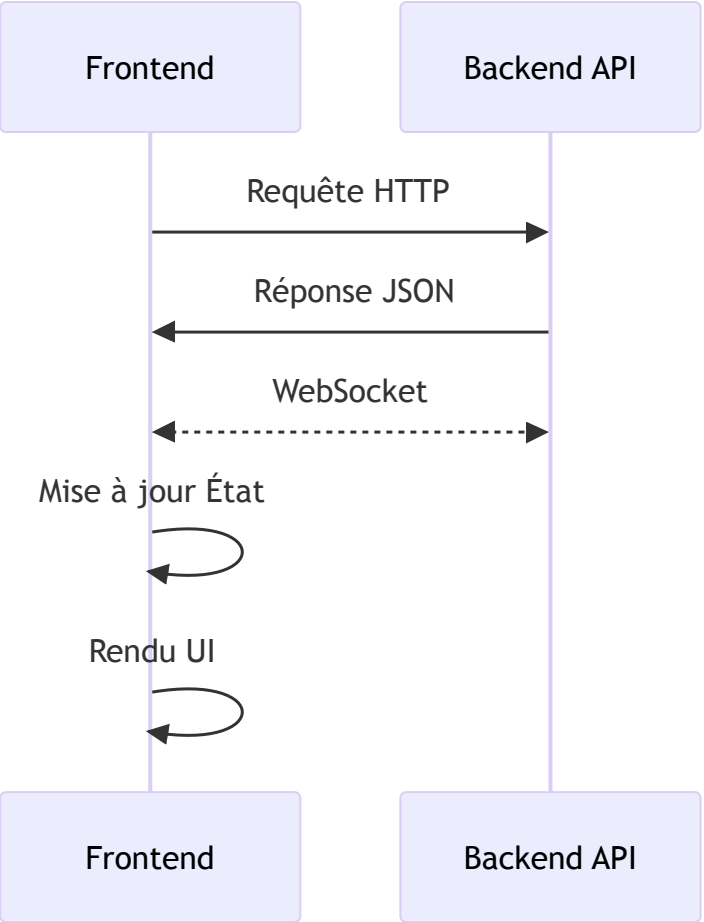 Frontend
Backend API
Requête HTTP
Réponse JSON
WebSocket
Mise à jour État
Rendu UI
Frontend
Backend API